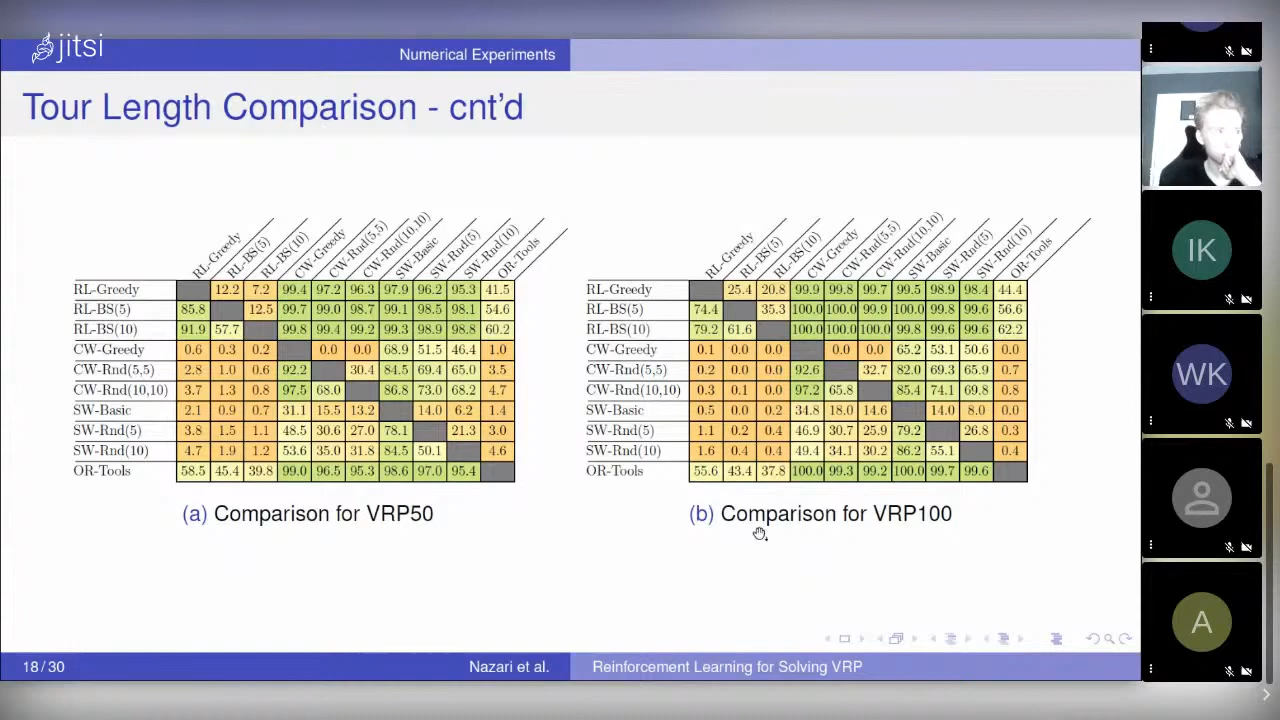 jitsi
Numerical Experiments
Tour Length Comparison - cnt'd
RL-Greedy RL-BS(5) RL-BS(10) CW-Greedy CW-Rnd(5,5) CW-Rnd(10,10) SW-Basic SW-Rnd(5) SW-Rnd(10) OR-Tools
RL-Greedy 12.2 7.2 99.4 97.2 96.3 97.9 96.2 95.3 41.5
RL-BS(5) 85.8 12.5 99.7 99.0 98.7 99.1 98.5 98.1 54.6
RL-BS(10) 91.9 57.7 99.8 99.4 99.2 99.3 98.9 98.8 60.2
CW-Greedy 0.6 0.3 0.2 0.0 0.0 68.9 51.5 46.4 1.0
CW-Rnd(5,5) 2.8 1.0 0.6 92.2 30.4 84.5 69.4 65.0 3.5
CW-Rnd(10,10) 3.7 1.3 0.8 97.5 68.0 86.8 73.0 68.2 4.7
SW-Basic 2.1 0.9 0.7 31.1 15.5 13.2 14.0 6.2 1.4
SW-Rnd(5) 3.8 1.5 1.1 48.5 30.6 27.0 78.1 21.3 3.0
SW-Rnd(10) 4.7 1.9 1.2 53.6 35.0 31.8 84.5 50.1 4.6
OR-Tools 58.5 45.4 39.8 99.0 96.5 95.3 98.6 97.0 95.4
(a) Comparison for VRP50
RL-Greedy RL-BS(5) RL-BS(10) CW-Greedy CW-Rnd(5,5) CW-Rnd(10,10) SW-Basic SW-Rnd(5) SW-Rnd(10) OR-Tools
RL-Greedy 25.4 20.8 99.9 99.8 99.7 99.5 98.9 98.4 44.4
RL-BS(5) 74.4 35.3 100.0 100.0 99.9 100.0 99.8 99.6 56.6
RL-BS(10) 79.2 61.6 100.0 100.0 100.0 99.8 99.6 99.6 62.2
CW-Greedy 0.1 0.0 0.0 0.0 0.0 65.2 53.1 50.6 0.0
CW-Rnd(5,5) 0.2 0.0 0.0 92.6 32.7 82.0 69.3 65.9 0.7
CW-Rnd(10,10) 0.3 0.1 0.0 97.2 65.8 85.4 74.1 69.8 0.8
SW-Basic 0.5 0.0 0.2 34.8 18.0 14.6 14.0 8.0 0.0
SW-Rnd(5) 1.1 0.2 0.4 46.9 30.7 25.9 79.2 26.8 0.3
SW-Rnd(10) 1.6 0.4 0.4 49.4 34.1 30.2 86.2 55.1 0.4
OR-Tools 55.6 43.4 37.8 100.0 99.3 99.2 100.0 99.7 99.6
(b) Comparison for VRP100
18 / 30
Nazari et al.
Reinforcement Learning for Solving VRP
IK
WK
A